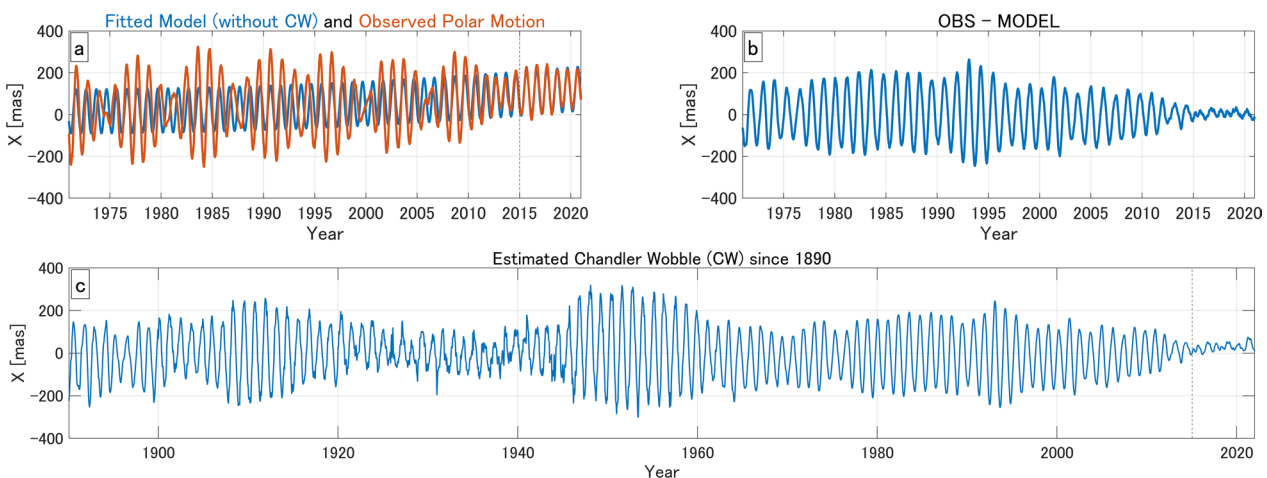 Fitted Model (without CW) and Observed Polar Motion
a
400
200
0
−200
−400
X [mas]
1975 1980 1985 1990 1995 2000 2005 2010 2015 2020
Year
OBS − MODEL
b
400
200
0
−200
−400
X [mas]
1975 1980 1985 1990 1995 2000 2005 2010 2015 2020
Year
Estimated Chandler Wobble (CW) since 1890
c
400
200
0
−200
−400
X [mas]
1900 1920 1940 1960 1980 2000 2020
Year